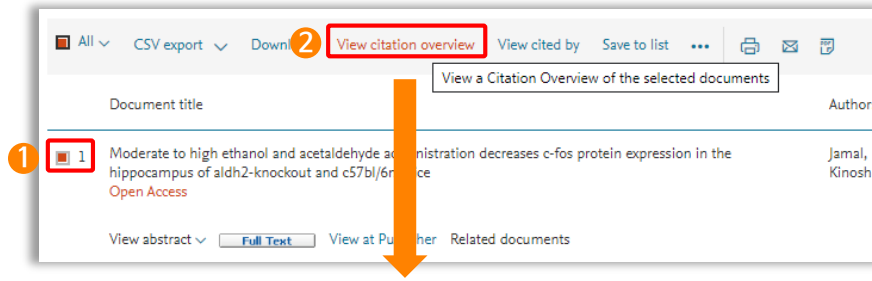 All CSV export Downl 2 View citation overview View cited by Save to list •••
View a Citation Overview of the selected documents
Document title Author
1 1 Moderate to high ethanol and acetaldehyde administration decreases c-fos protein expression in the Jamal,
hippocampus of aldh2-knockout and c57bl/6n ce Kinosh
Open Access
View abstract Full Text View at Pu her Related documents